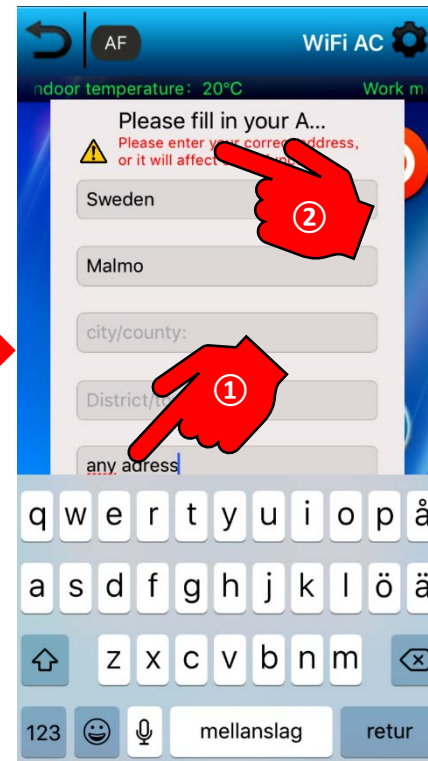 AF
WiFi AC
ndoor temperature: 20°C Work m
Please fill in your A...
Please enter your correct address,
or it will affect
Sweden
②
Malmo
city/county:
①
District/to
any adress
q w e r t y u i o p å
a s d f g h j k l ö ä
z x c v b n m
123 mellanslag retur